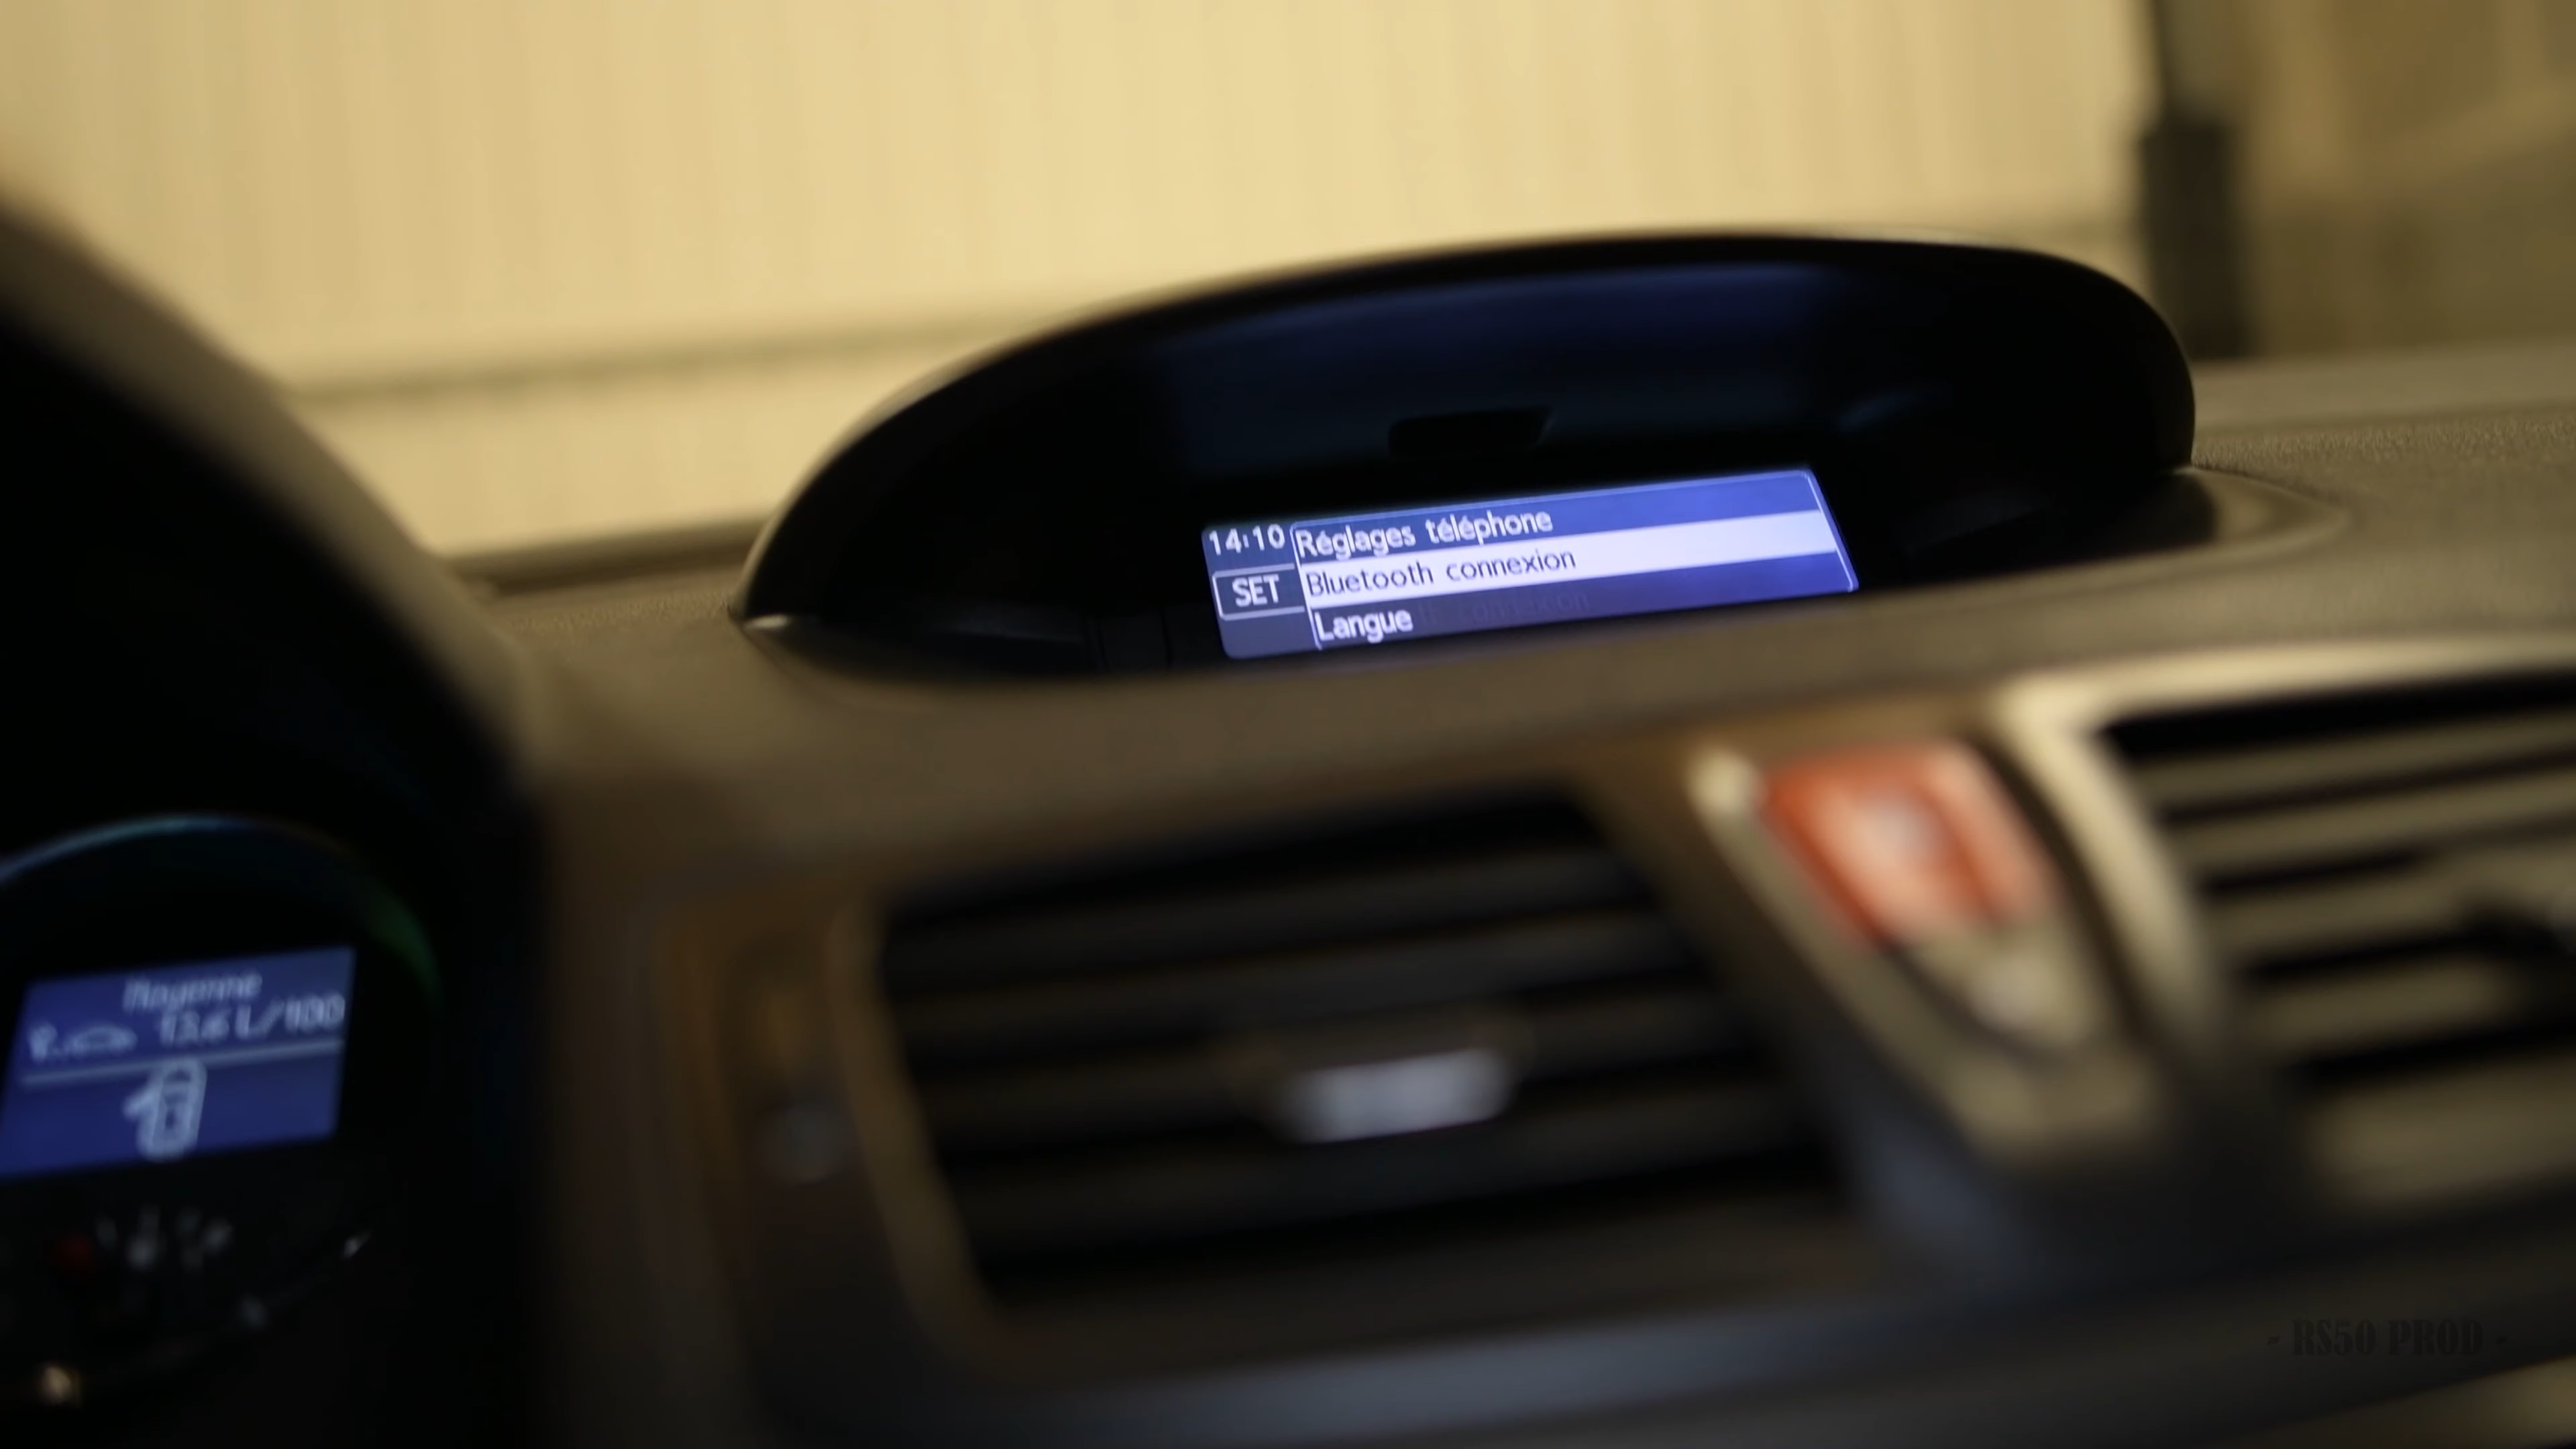 14:10
Réglages téléphone
SET
Bluetooth connexion
Langue
Moyenne
13.6 L/100
- RS50 PROD -